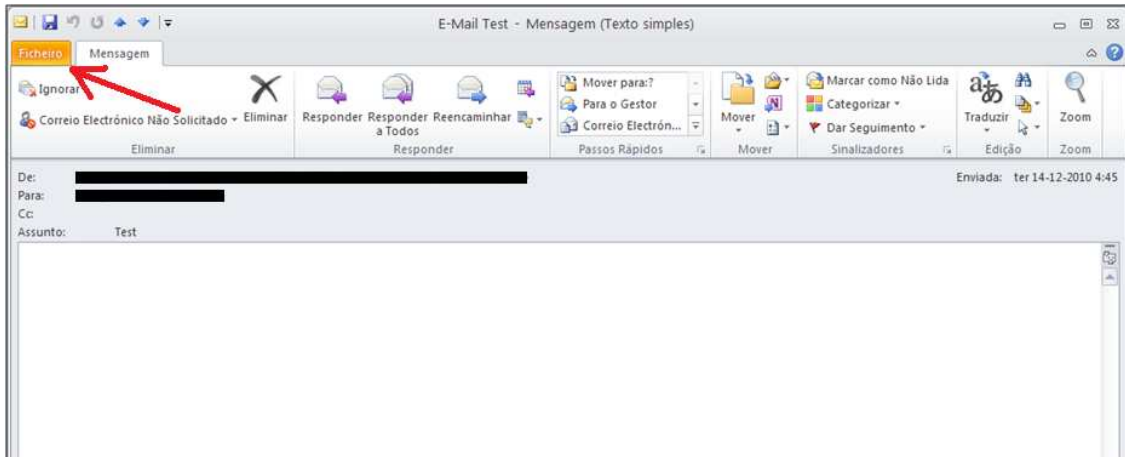 E-Mail Test - Mensagem (Texto simples)
Ficheiro Mensagem
Ignorar
Correio Electrónico Não Solicitado
Eliminar
Responder
Responder a Todos
Reencaminhar
Mover para:?
Para o Gestor
Correio Electrón...
Mover
Marcar como Não Lida
Categorizar
Dar Seguimento
Traduzir
Zoom
Eliminar Responder Passos Rápidos Mover Sinalizadores Edição Zoom
De:
Enviada: ter 14-12-2010 4:45
Para:
Cc:
Assunto: Test